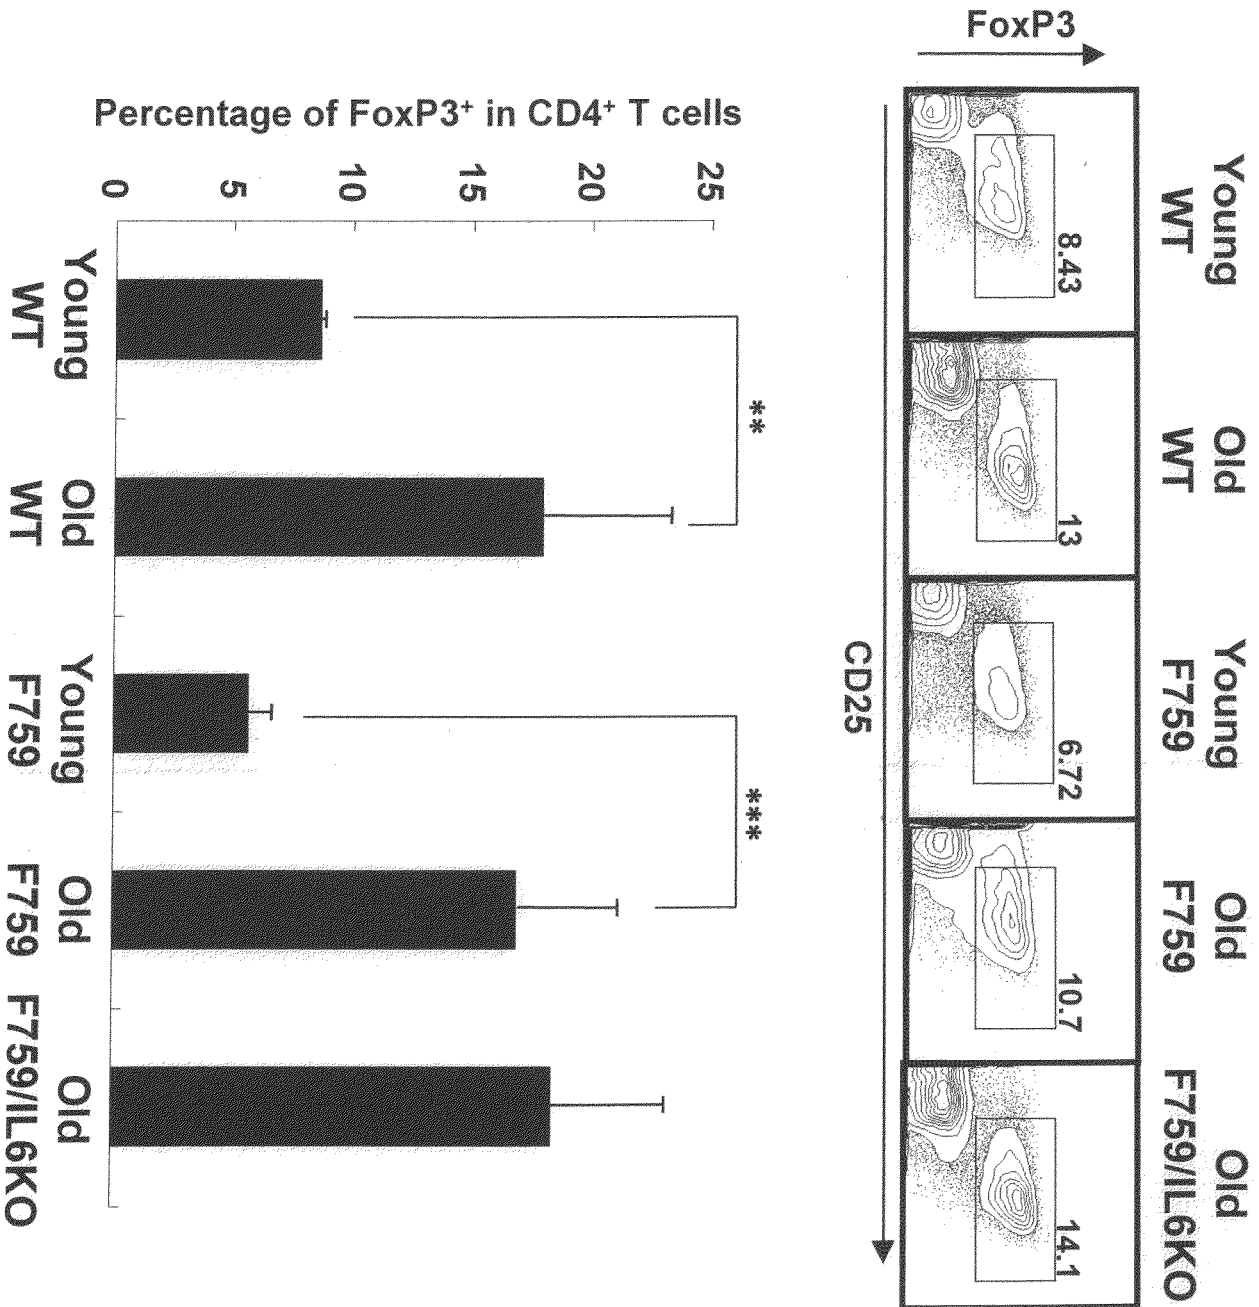 Young
WT
Old
WT
Young
F759
Old
F759
Old
F759/IL6KO
FoxP3
8.43
13
6.72
10.7
14.1
CD25
Percentage of FoxP3⁺ in CD4⁺ T cells
25
20
15
10
5
0
**
***
Young
WT
Old
WT
Young
F759
Old
F759
Old
F759/IL6KO